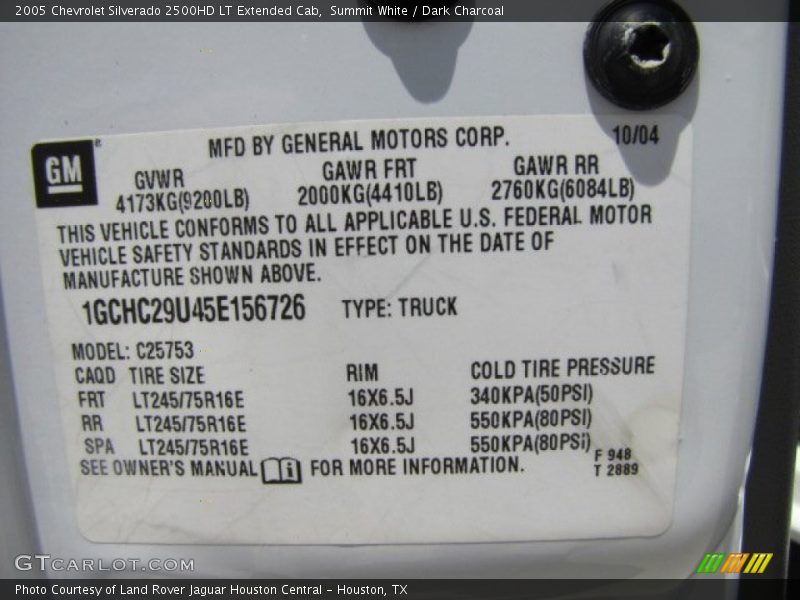 2005 Chevrolet Silverado 2500HD LT Extended Cab,  Summit White / Dark Charcoal
GM®
MFD BY GENERAL MOTORS CORP. 10/04
GVWR GAWR FRT GAWR RR
4173KG(9200LB) 2000KG(4410LB) 2760KG(6084LB)
THIS VEHICLE CONFORMS TO ALL APPLICABLE U.S. FEDERAL MOTOR
VEHICLE SAFETY STANDARDS IN EFFECT ON THE DATE OF
MANUFACTURE SHOWN ABOVE.
1GCHC29U45E156726 TYPE: TRUCK
MODEL: C25753
CAQD TIRE SIZE RIM COLD TIRE PRESSURE
FRT LT245/75R16E 16X6.5J 340KPA(50PSI)
RR LT245/75R16E 16X6.5J 550KPA(80PSI)
SPA LT245/75R16E 16X6.5J 550KPA(80PSI)
SEE OWNER'S MANUAL FOR MORE INFORMATION. F 948
T 2889
GTCARLOT.COM
Photo Courtesy of Land Rover Jaguar Houston Central - Houston, TX